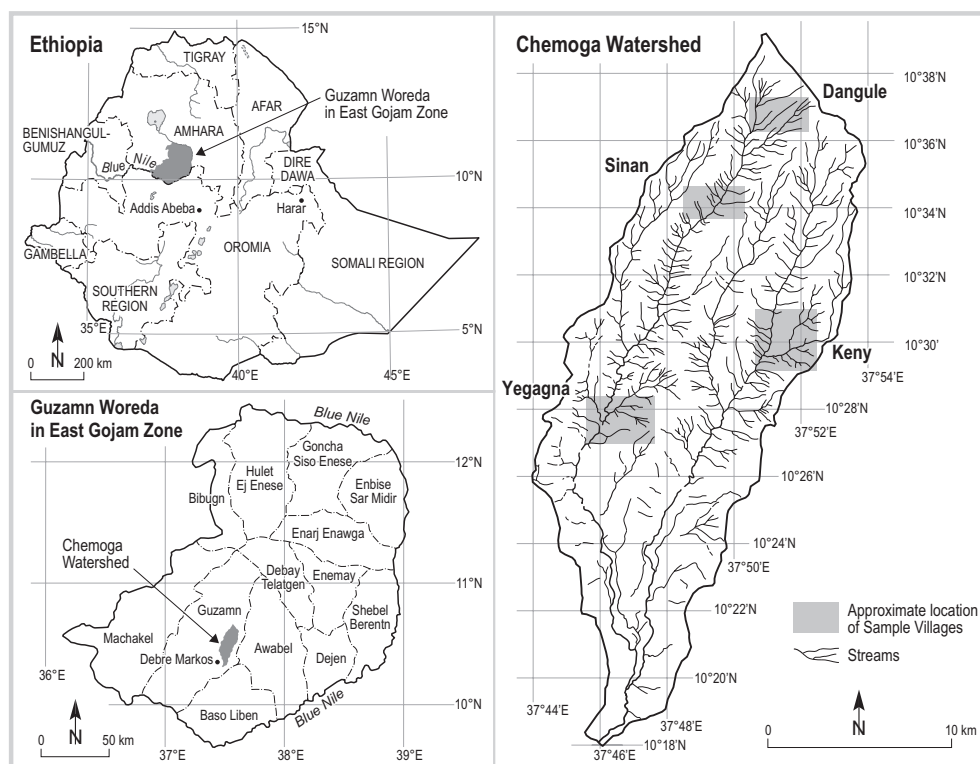 Ethiopia
15°N
TIGRAY
AFAR
Guzamn Woreda
in East Gojam Zone
BENISHANGUL-
GUMUZ
AMHARA
Blue Nile
DIRE
DAWA
10°N
Addis Abeba
Harar
GAMBELLA
OROMIA
SOMALI REGION
SOUTHERN
REGION
35°E
5°N
N
0 200 km
40°E
45°E
Guzamn Woreda
in East Gojam Zone
Blue Nile
Goncha
Siso Enese
12°N
Hulet
Ej Enese
Bibugn
Enbise
Sar Midir
Enarj Enawga
Chemoga
Watershed
Debay
Telatgen
Enemay
11°N
Guzamn
Shebel
Berentn
Machakel
Awabel
Debre Markos
Dejen
36°E
Baso Liben
Blue Nile
10°N
N
0 50 km
37°E
38°E
39°E
Chemoga Watershed
10°38'N
Dangule
10°36'N
Sinan
10°34'N
10°32'N
10°30'
Keny
37°54'E
Yegagna
10°28'N
37°52'E
10°26'N
10°24'N
37°50'E
10°22'N
Approximate location
of Sample Villages
Streams
10°20'N
37°44'E
37°48'E
N
10°18'N
37°46'E
0 10 km